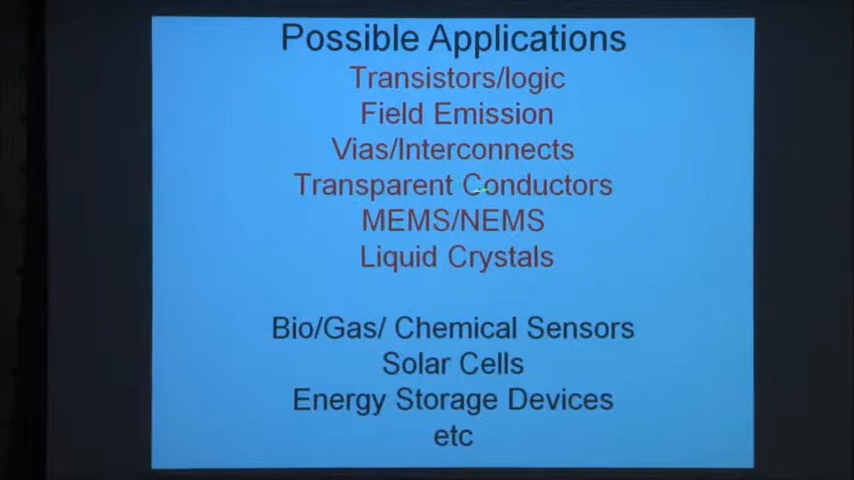 Possible Applications
Transistors/logic
Field Emission
Vias/Interconnects
Transparent Conductors
MEMS/NEMS
Liquid Crystals
Bio/Gas/ Chemical Sensors
Solar Cells
Energy Storage Devices
etc